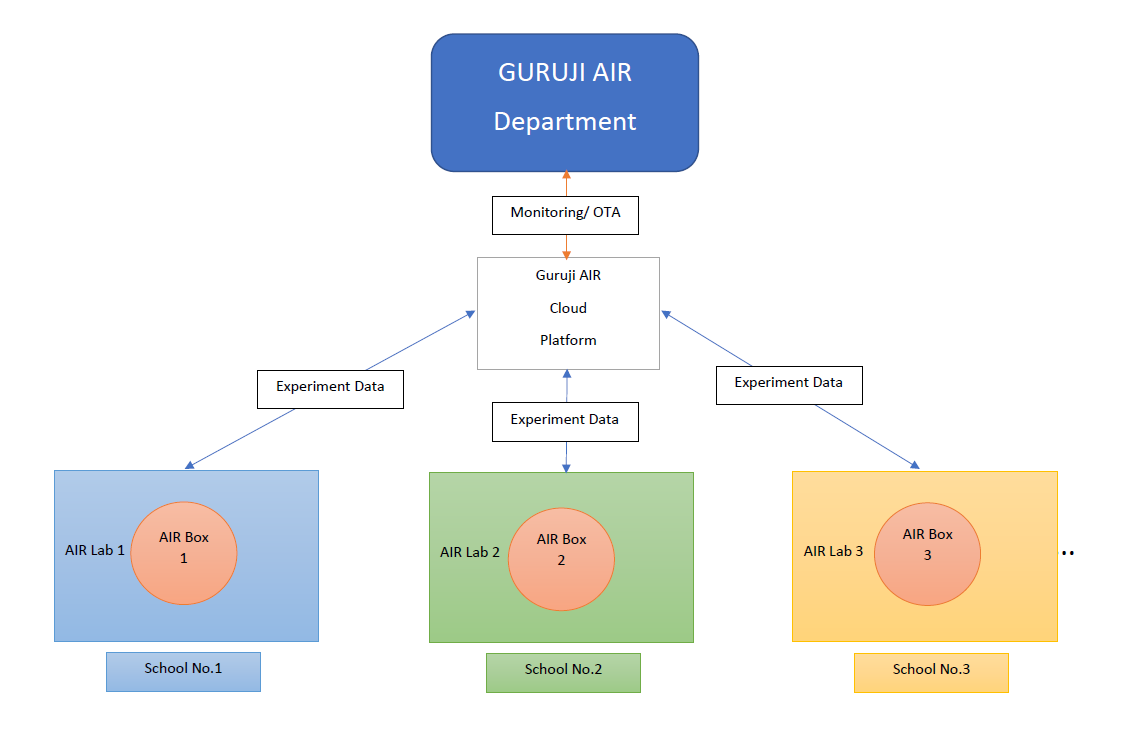 GURUJI AIR
Department
Monitoring/ OTA
Guruji AIR
Cloud
Platform
Experiment Data
Experiment Data
Experiment Data
AIR Lab 1
AIR Box
1
AIR Lab 2
AIR Box
2
AIR Lab 3
AIR Box
3
..
School No.1
School No.2
School No.3